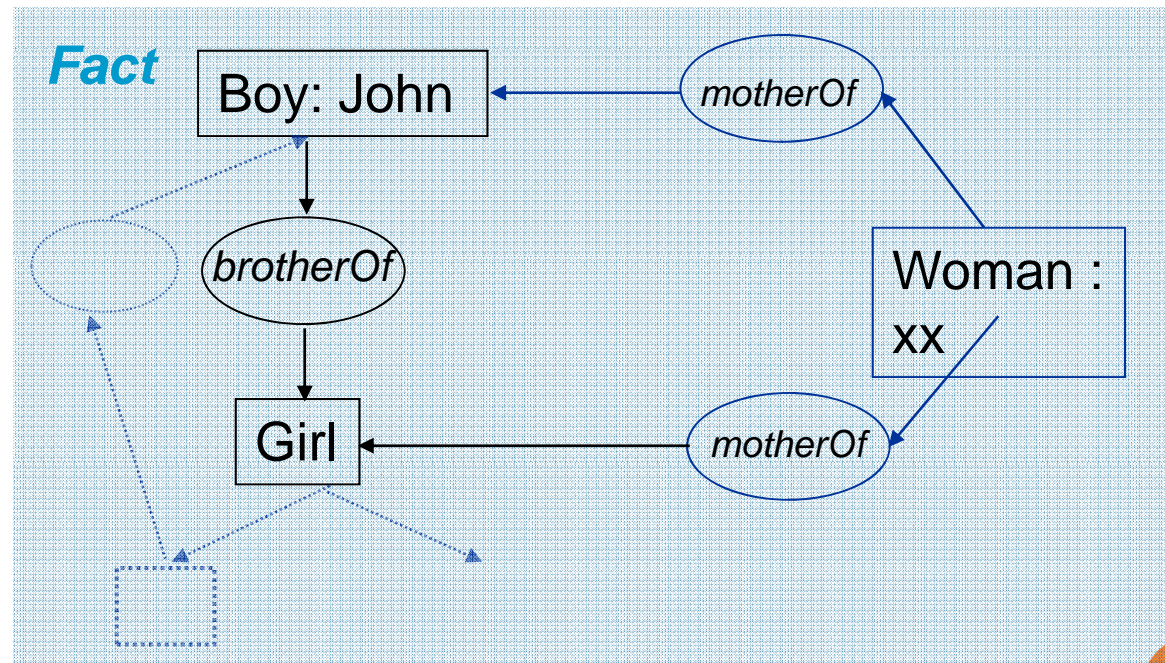 Fact
Boy: John
motherOf
brotherOf
Woman :
xx
Girl
motherOf